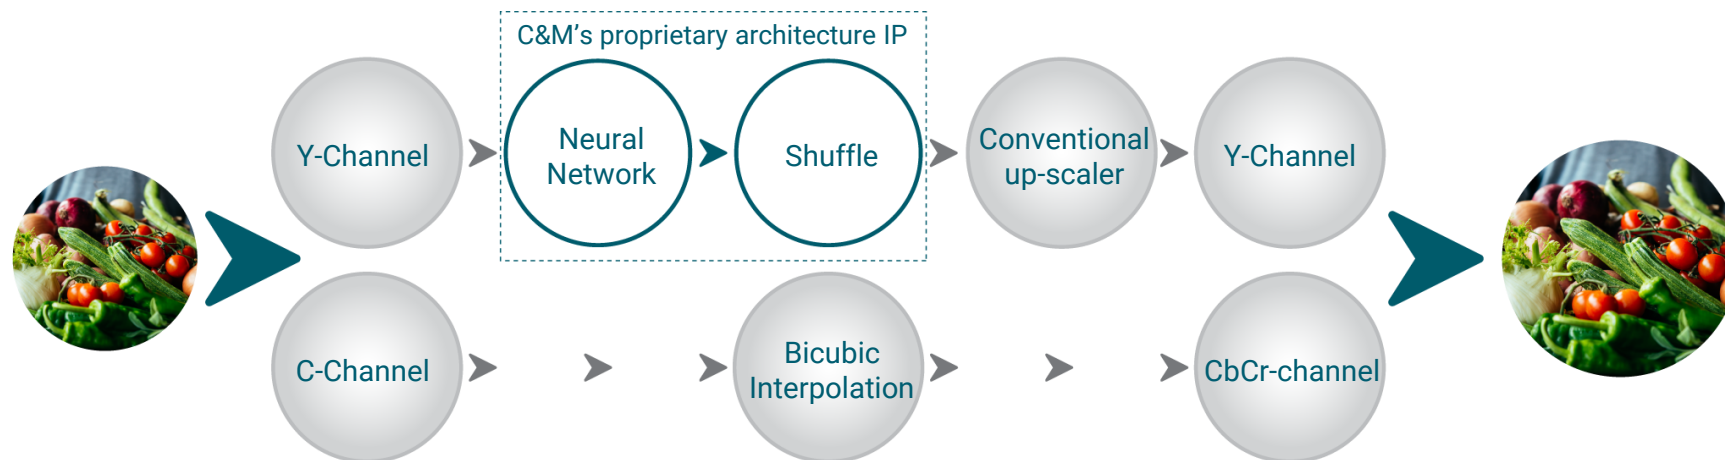 C&M’s proprietary architecture IP
Y-Channel
Neural
Network
Shuffle
Conventional
up-scaler
Y-Channel
C-Channel
Bicubic
Interpolation
CbCr-channel